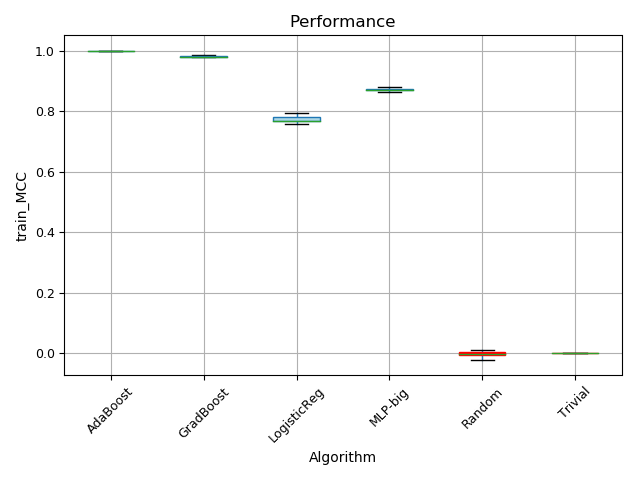 Performance
train_MCC
1.0
0.8
0.6
0.4
0.2
0.0
AdaBoost
GradBoost
LogisticReg
MLP-big
Random
Trivial
Algorithm